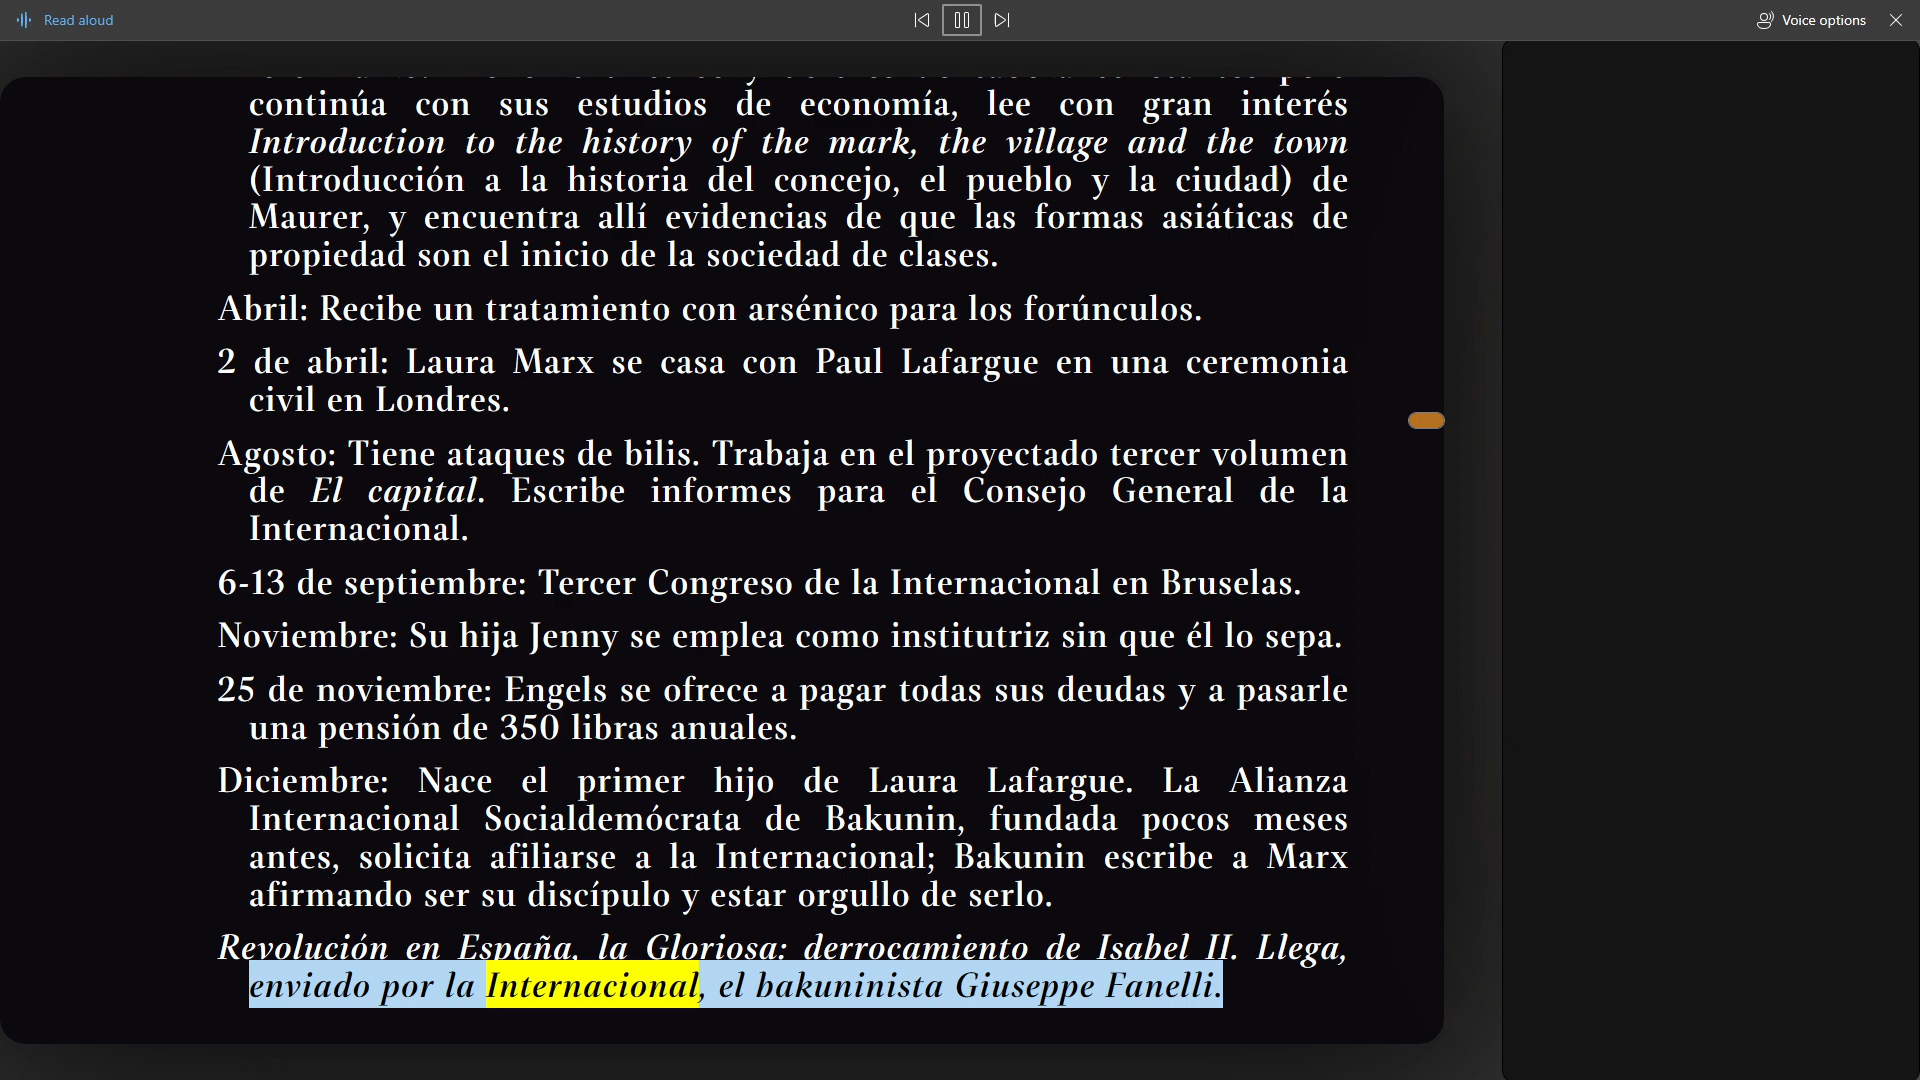 Read aloud
Voice options
continúa con sus estudios de economía, lee con gran interés
Introduction to the history of the mark, the village and the town
(Introducción a la historia del concejo, el pueblo y la ciudad) de
Maurer, y encuentra allí evidencias de que las formas asiáticas de
propiedad son el inicio de la sociedad de clases.
Abril: Recibe un tratamiento con arsénico para los forúnculos.
2 de abril: Laura Marx se casa con Paul Lafargue en una ceremonia
civil en Londres.
Agosto: Tiene ataques de bilis. Trabaja en el proyectado tercer volumen
de El capital. Escribe informes para el Consejo General de la
Internacional.
6-13 de septiembre: Tercer Congreso de la Internacional en Bruselas.
Noviembre: Su hija Jenny se emplea como institutriz sin que él lo sepa.
25 de noviembre: Engels se ofrece a pagar todas sus deudas y a pasarle
una pensión de 350 libras anuales.
Diciembre: Nace el primer hijo de Laura Lafargue. La Alianza
Internacional Socialdemócrata de Bakunin, fundada pocos meses
antes, solicita afiliarse a la Internacional; Bakunin escribe a Marx
afirmando ser su discípulo y estar orgullo de serlo.
Revolución en España, la Gloriosa: derrocamiento de Isabel II. Llega,
enviado por la Internacional, el bakuninista Giuseppe Fanelli.